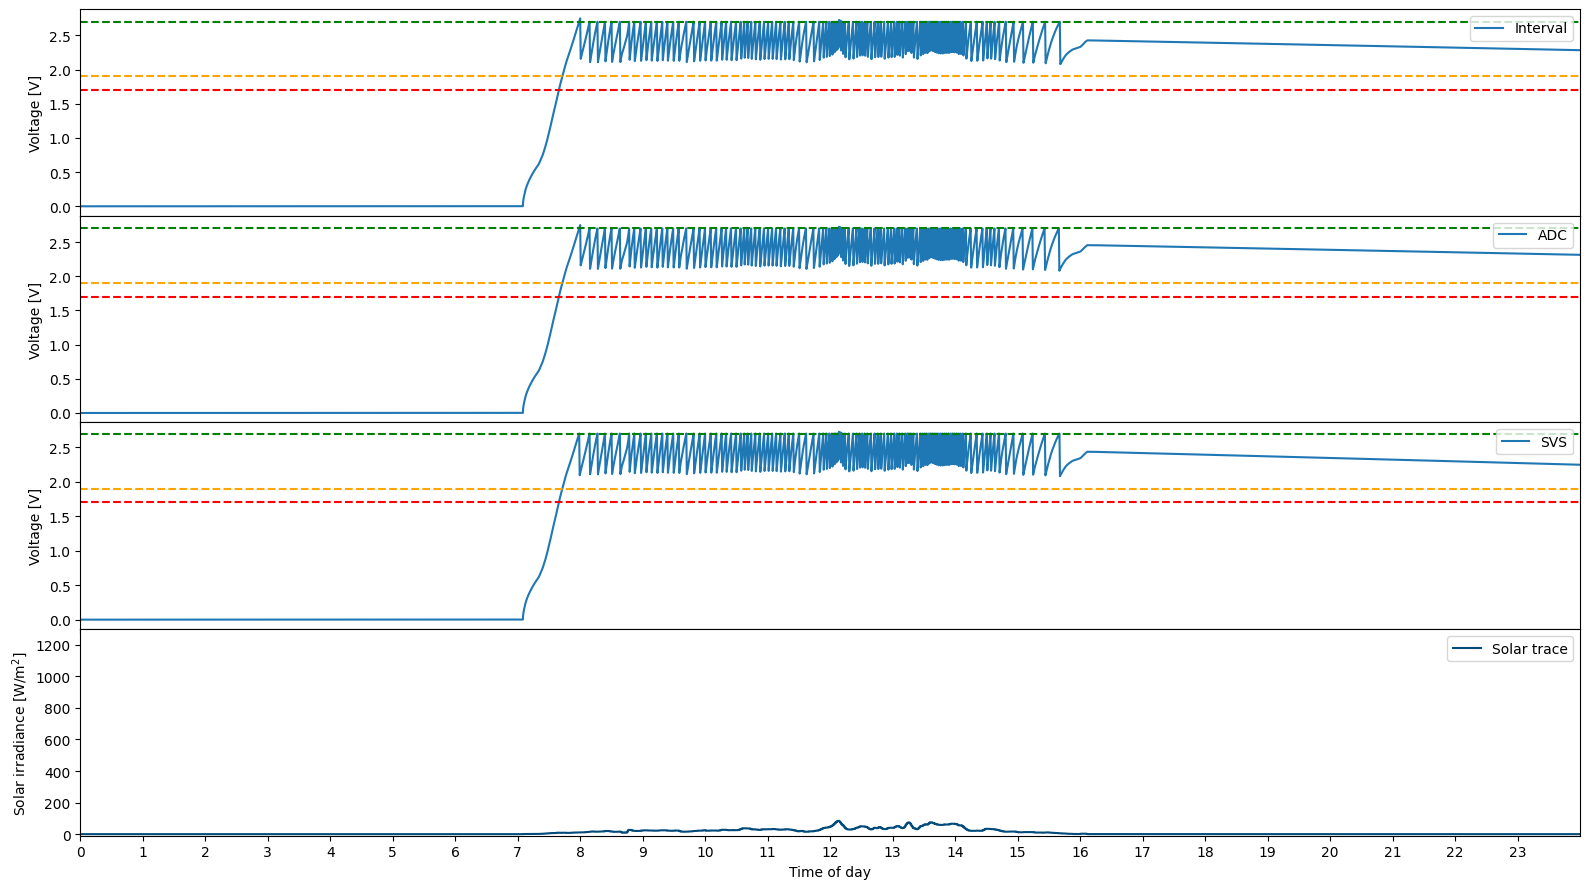 Interval
Voltage [V]
2.5
2.0
1.5
1.0
0.5
0.0
ADC
Voltage [V]
2.5
2.0
1.5
1.0
0.5
0.0
SVS
Voltage [V]
2.5
2.0
1.5
1.0
0.5
0.0
Solar trace
Solar irradiance [W/m²]
1200
1000
800
600
400
200
0
0 1 2 3 4 5 6 7 8 9 10 11 12 13 14 15 16 17 18 19 20 21 22 23
Time of day